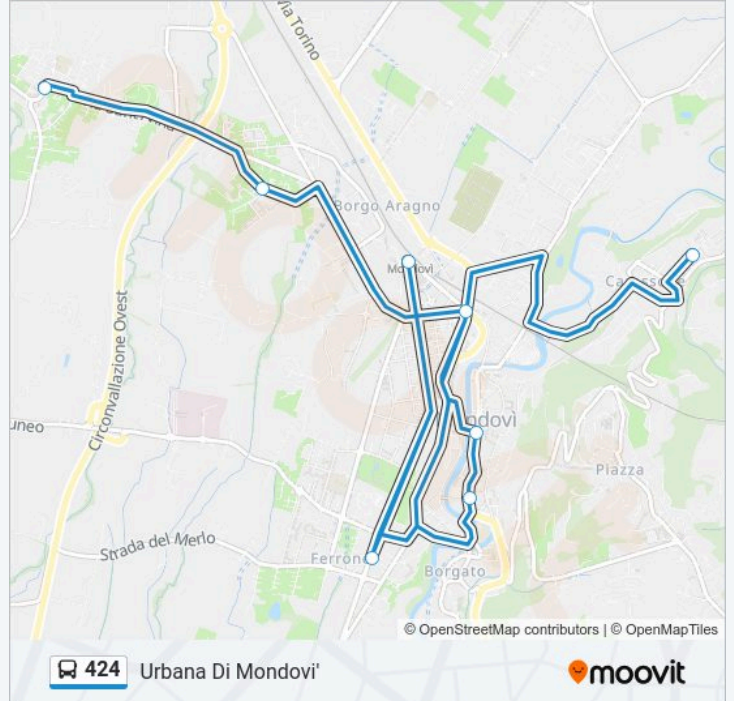 Via Torino
Borgo Aragno
Mondovì
Circonvallazione Ovest
ndovì
uneo
Piazza
Strada del Merlo
Ferrone
Borgato
© OpenStreetMap contributors | © OpenMapTiles
424 Urbana Di Mondovi'
moovit